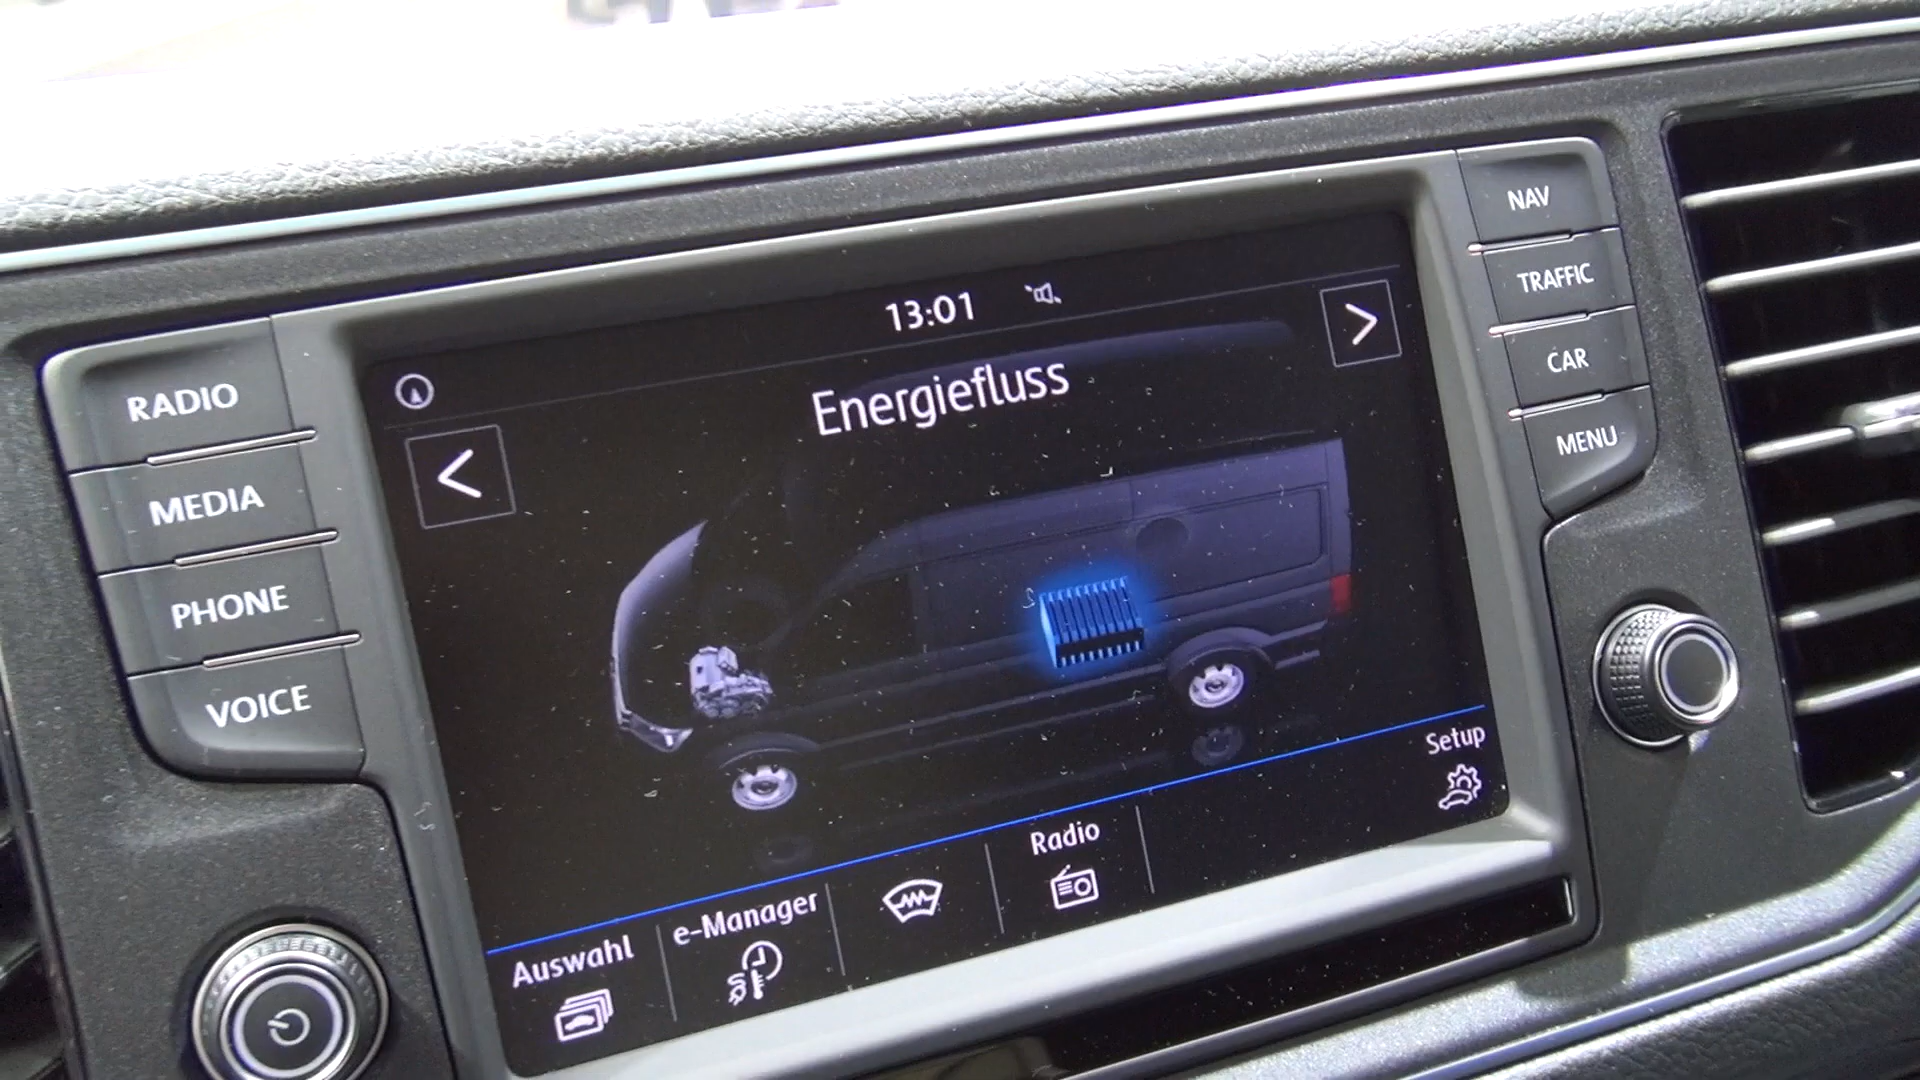 RADIO
MEDIA
PHONE
VOICE
13:01
Energiefluss
Setup
Radio
e-Manager
Auswahl
NAV
TRAFFIC
CAR
MENU